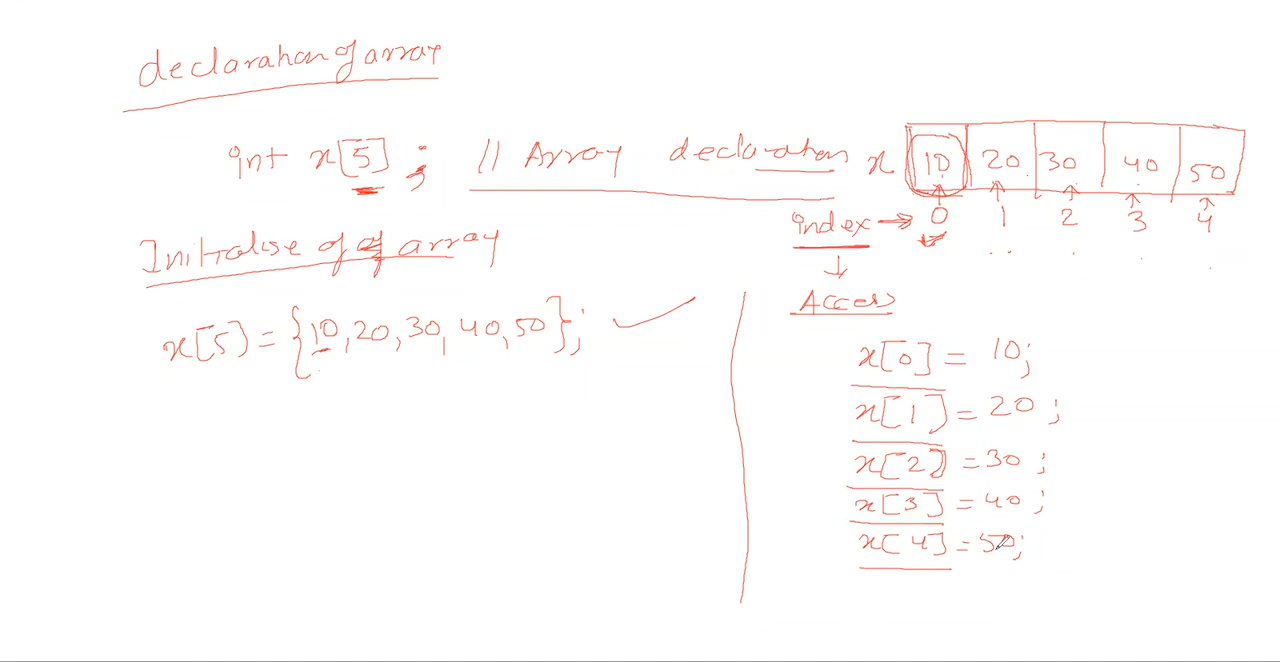 declaration of array
int x[5]; // Array declaration
x 10 20 30 40 50
index → 0 1 2 3 4
Initialise of of array
Access
x[5] = {10,20,30,40,50};
x[0] = 10;
x[1] = 20;
x[2] = 30;
x[3] = 40;
x[4] = 50;